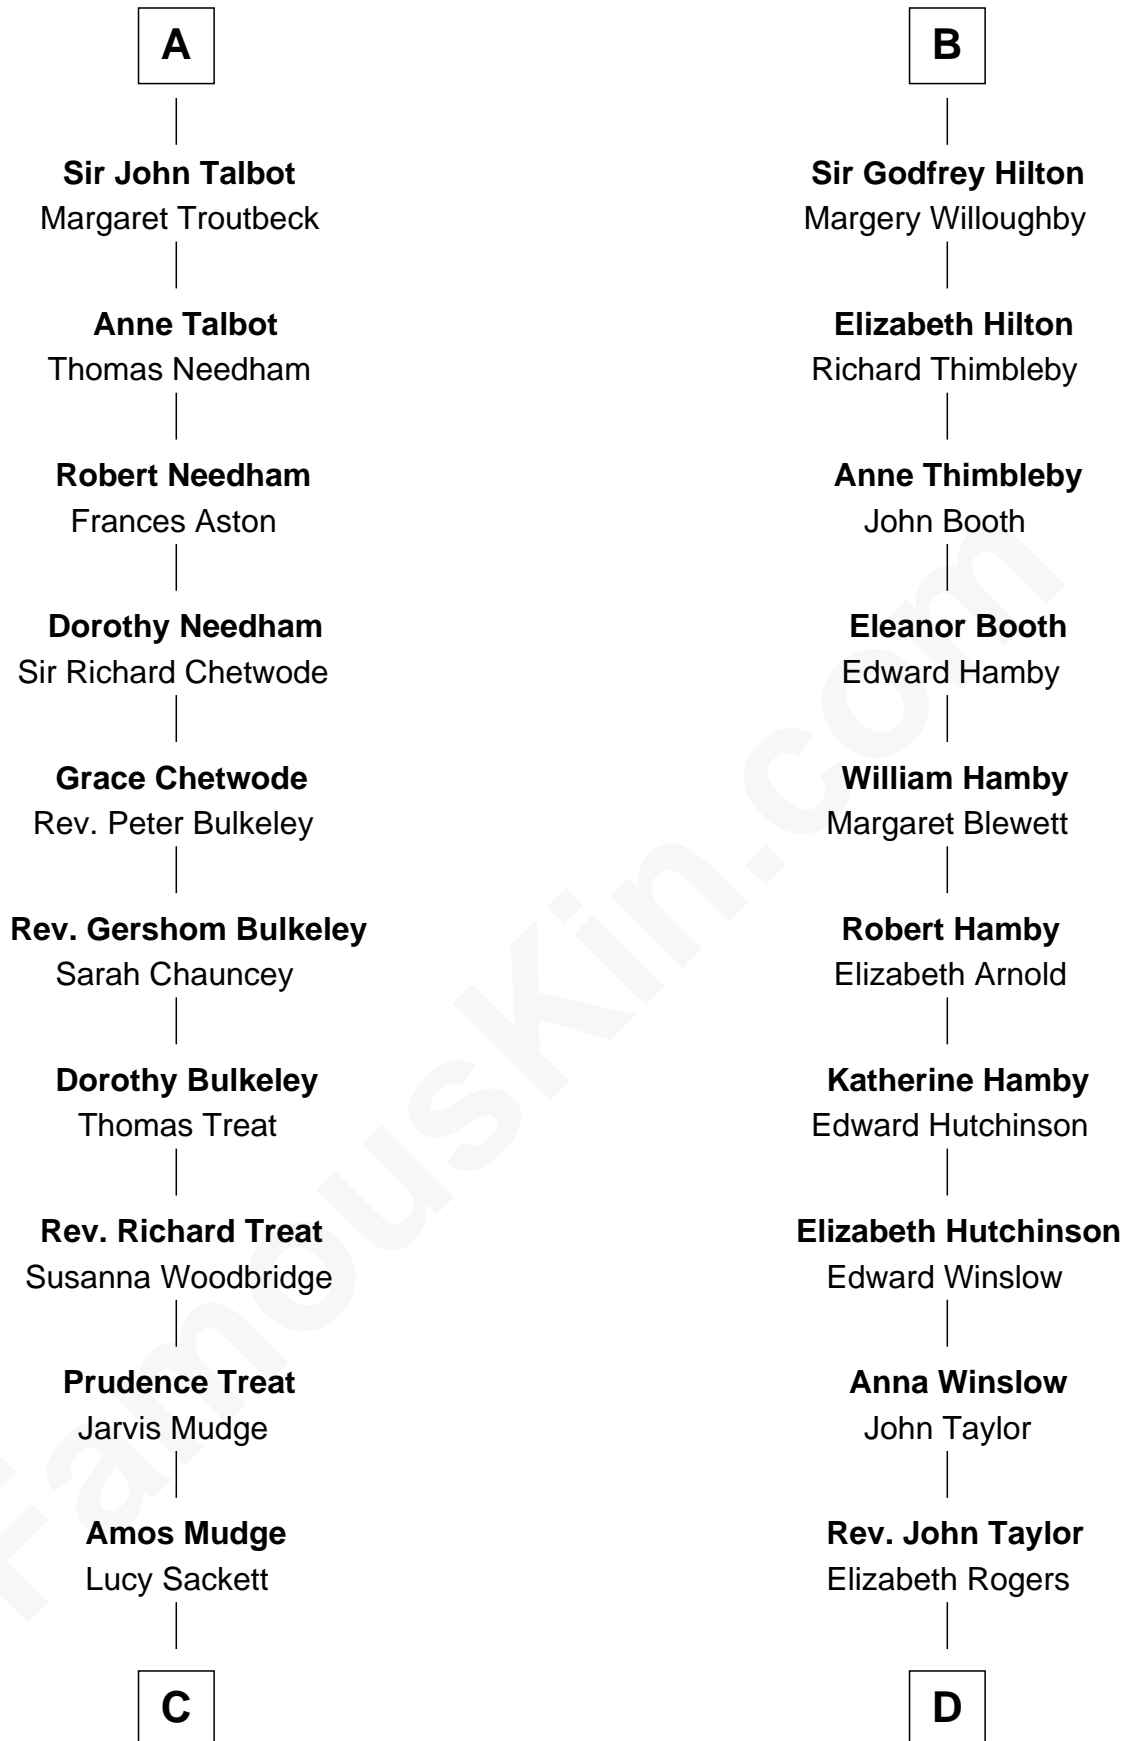 A
Sir John Talbot
Margaret Troutbeck
Anne Talbot
Thomas Needham
Robert Needham
Frances Aston
Dorothy Needham
Sir Richard Chetwode
Grace Chetwode
Rev. Peter Bulkeley
Rev. Gershom Bulkeley
Sarah Chauncey
Dorothy Bulkeley
Thomas Treat
Rev. Richard Treat
Susanna Woodbridge
Prudence Treat
Jarvis Mudge
Amos Mudge
Lucy Sackett
C
B
Sir Godfrey Hilton
Margery Willoughby
Elizabeth Hilton
Richard Thimbleby
Anne Thimbleby
John Booth
Eleanor Booth
Edward Hamby
William Hamby
Margaret Blewett
Robert Hamby
Elizabeth Arnold
Katherine Hamby
Edward Hutchinson
Elizabeth Hutchinson
Edward Winslow
Anna Winslow
John Taylor
Rev. John Taylor
Elizabeth Rogers
D
FamousKin.com